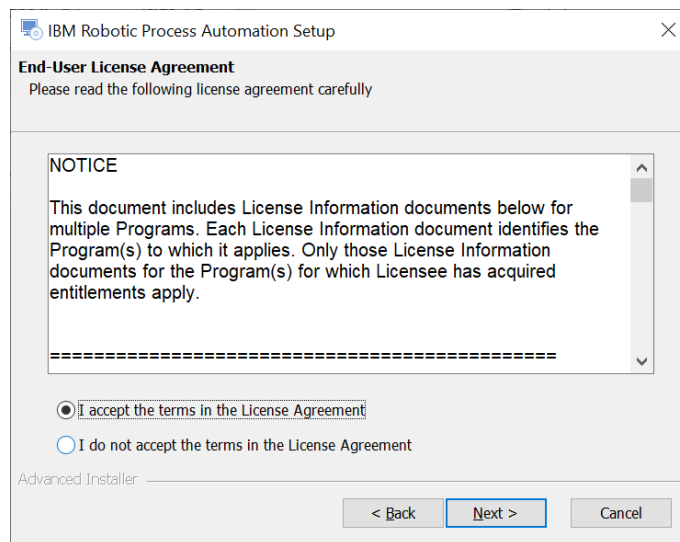 IBM Robotic Process Automation Setup
End-User License Agreement
Please read the following license agreement carefully
NOTICE
This document includes License Information documents below for
multiple Programs. Each License Information document identifies the
Program(s) to which it applies. Only those License Information
documents for the Program(s) for which Licensee has acquired
entitlements apply.
==============================================
I accept the terms in the License Agreement
I do not accept the terms in the License Agreement
Advanced Installer
< Back
Next >
Cancel